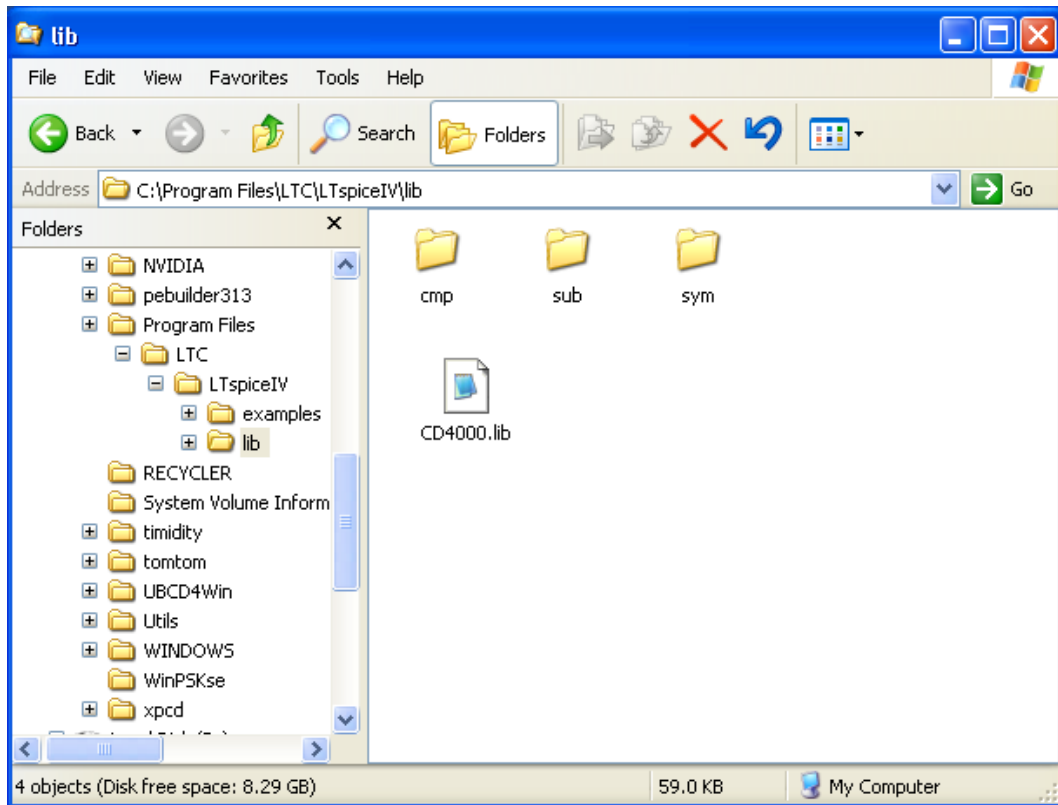 lib
File Edit View Favorites Tools Help
Back Search Folders
Address C:\Program Files\LTC\LTspiceIV\lib Go
Folders
NVIDIA
pebuilder313
Program Files
LTC
LTspiceIV
examples
lib
RECYCLER
System Volume Inform
timidity
tomtom
UBCD4Win
Utils
WINDOWS
WinPSKse
xpcd
cmp sub sym
CD4000.lib
4 objects (Disk free space: 8.29 GB) 59.0 KB My Computer